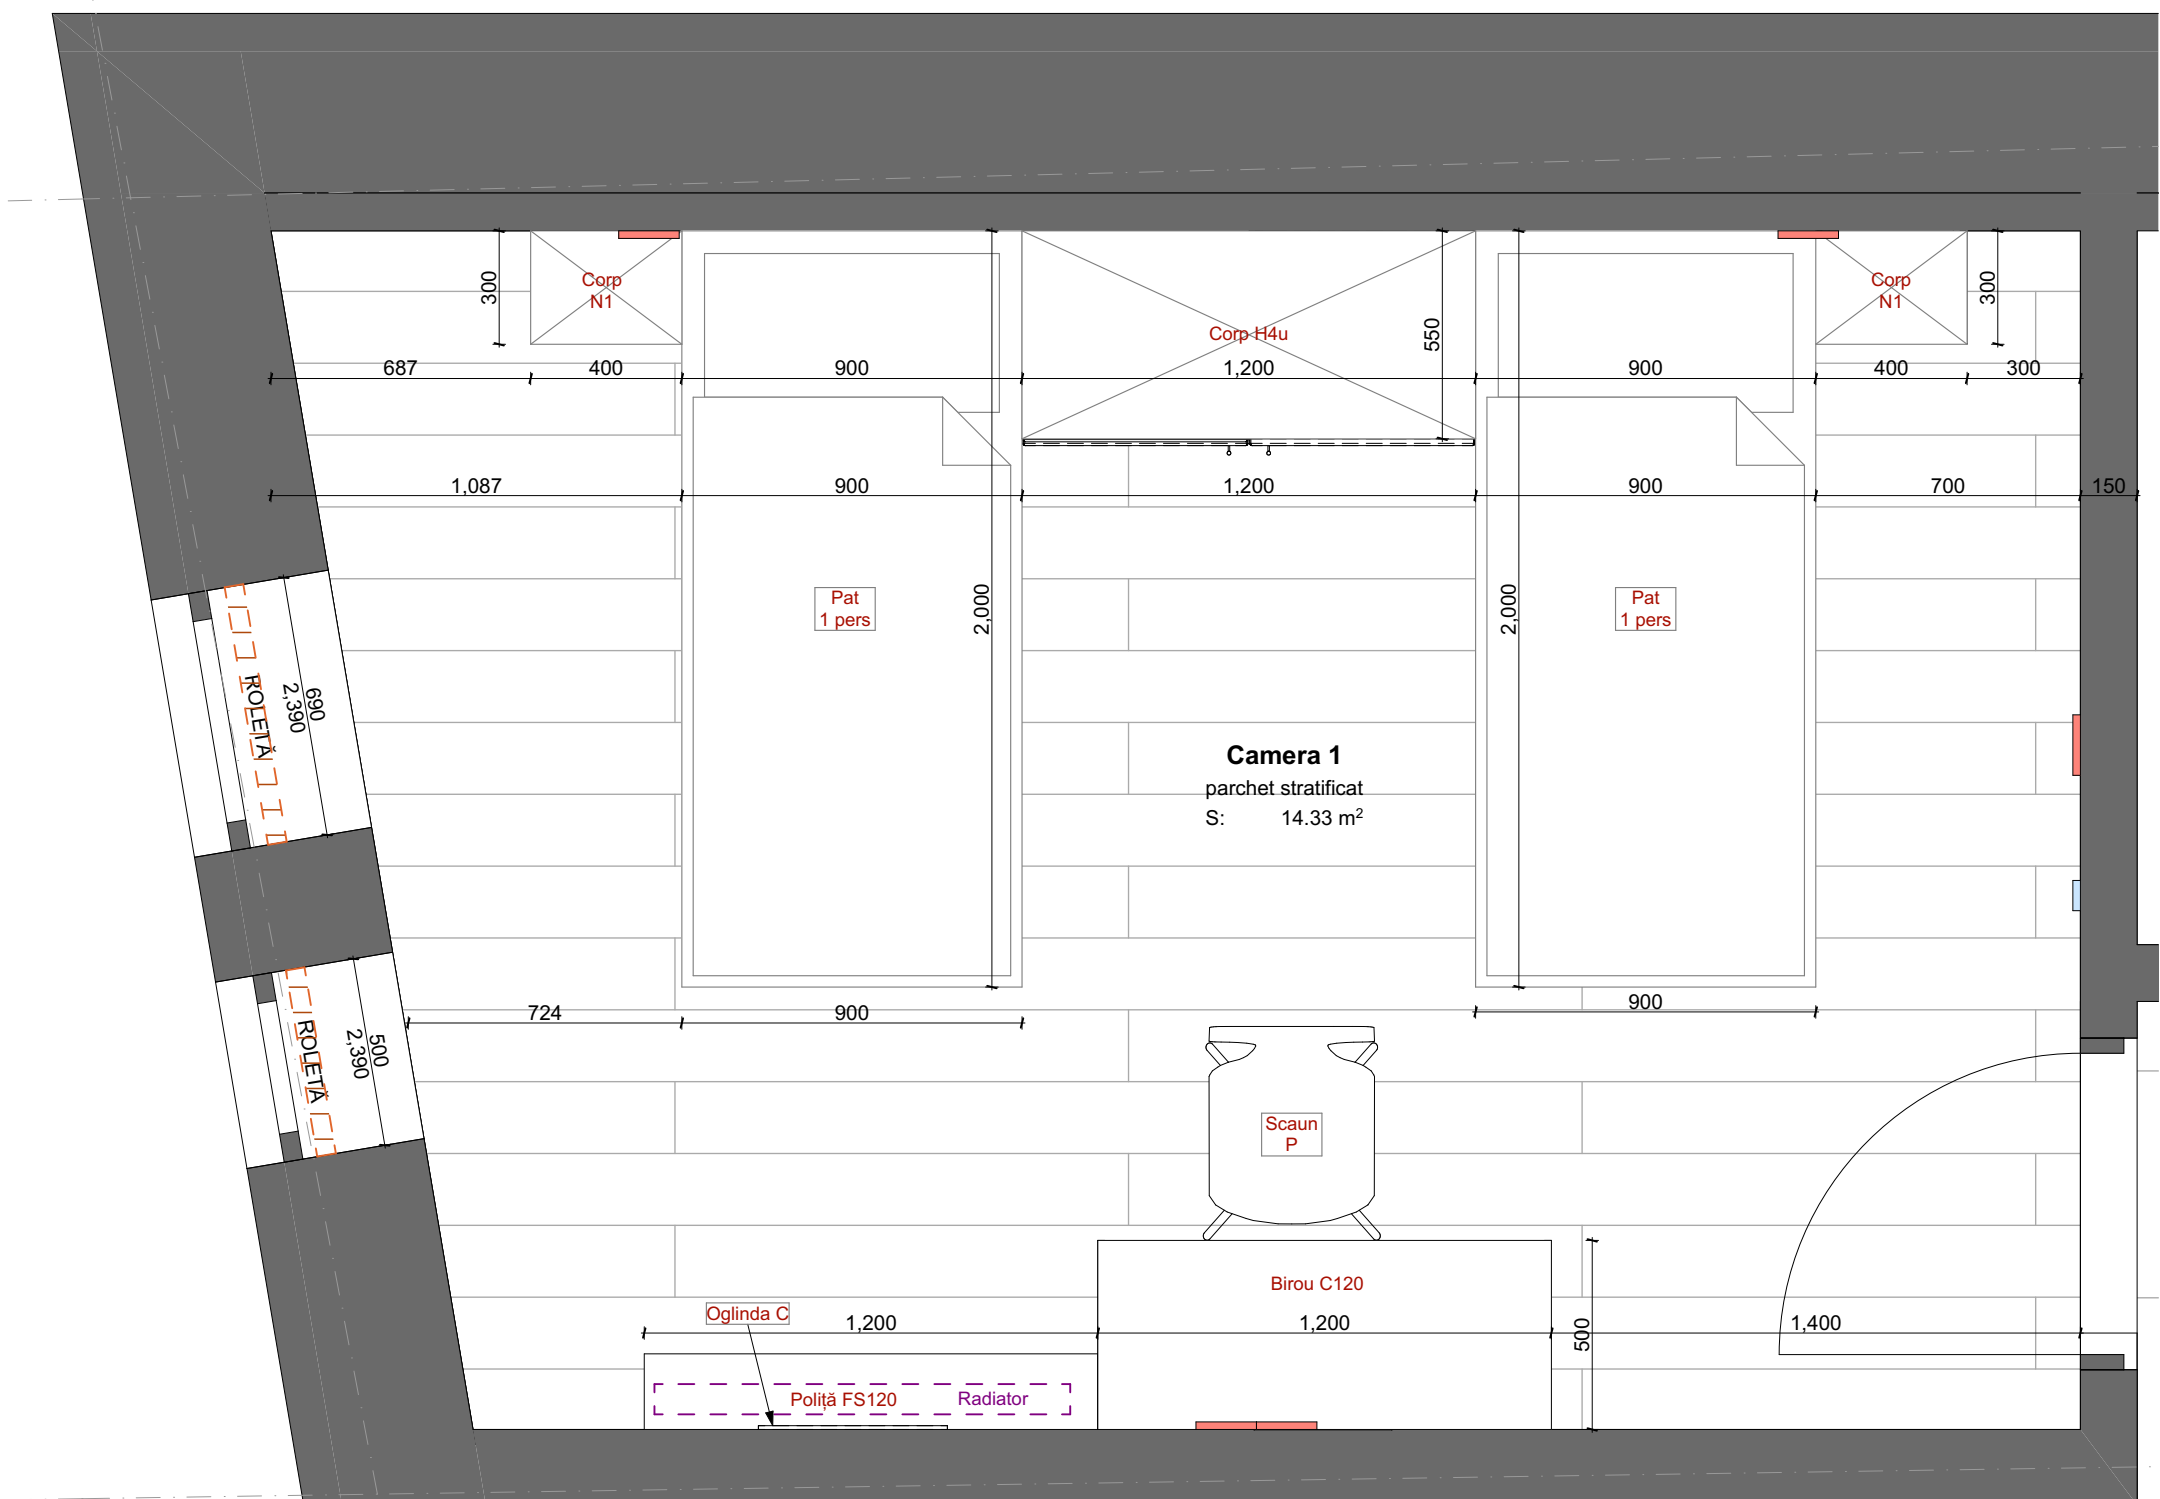 300
Corp
N1
Corp H4u
550
Corp
N1
300
687
400
900
1,200
900
400
300
1,087
900
1,200
900
700
150
Pat
1 pers
2,000
2,000
Pat
1 pers
ROLETĂ
690
2,390
Camera 1
parchet stratificat
S: 14.33 m²
724
900
900
ROLETĂ
500
2,390
Scaun
P
Birou C120
Oglinda C
1,200
1,200
500
1,400
Poliță FS120
Radiator